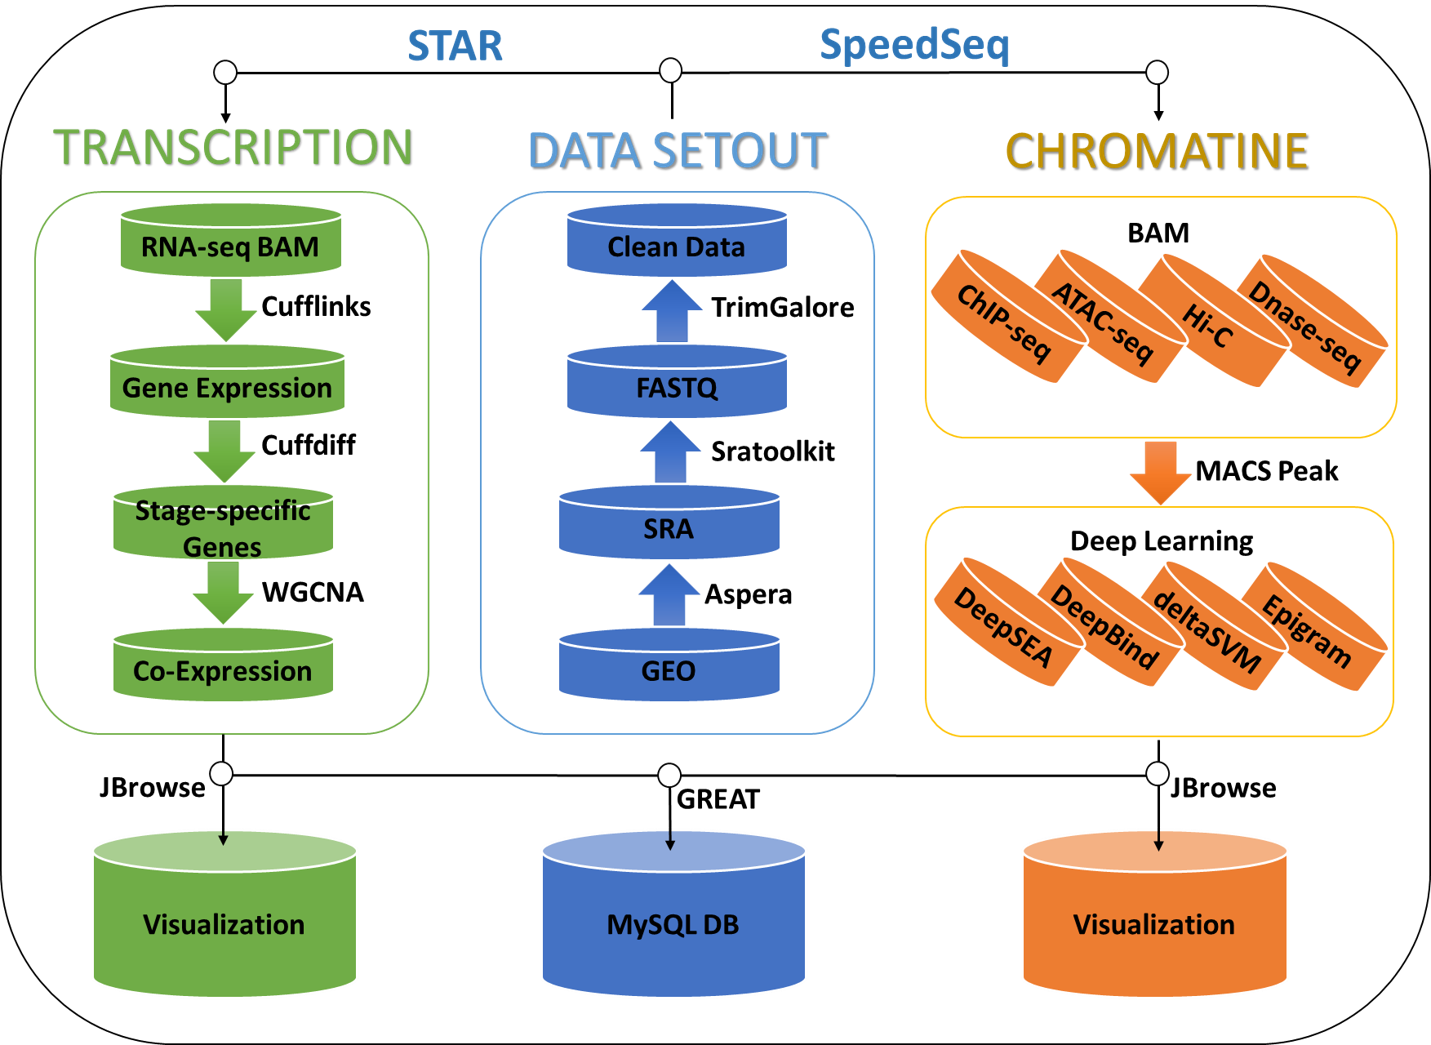 STAR
SpeedSeq
TRANSCRIPTION
DATA SETOUT
CHROMATINE
RNA-seq BAM
Cufflinks
Gene Expression
Cuffdiff
Stage-specific
Genes
WGCNA
Co-Expression
Clean Data
TrimGalore
FASTQ
Sratoolkit
SRA
Aspera
GEO
BAM
ChIP-seq
ATAC-seq
Hi-C
Dnase-seq
MACS Peak
Deep Learning
DeepSEA
DeepBind
deltaSVM
Epigram
JBrowse
GREAT
JBrowse
Visualization
MySQL DB
Visualization